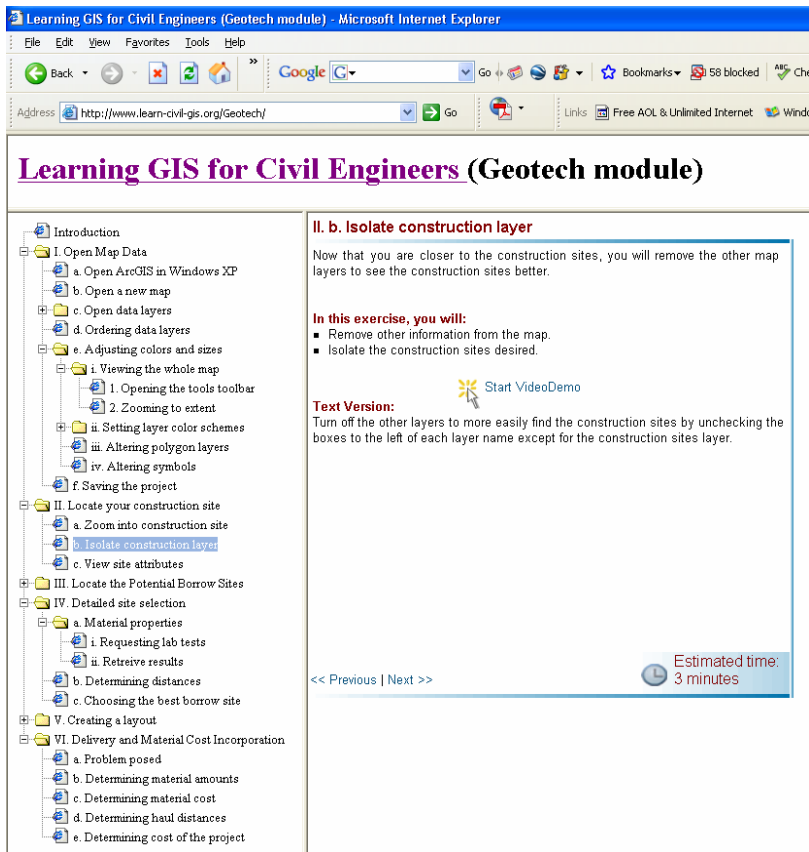 Learning GIS for Civil Engineers (Geotech module) - Microsoft Internet Explorer
File Edit View Favorites Tools Help
Back Google G Go Bookmarks 58 blocked ABC
Address http://www.learn-civil-gis.org/Geotech/ Go Links Free AOL & Unlimited Internet
Learning GIS for Civil Engineers (Geotech module)
Introduction
I. Open Map Data
a. Open ArcGIS in Windows XP
b. Open a new map
c. Open data layers
d. Ordering data layers
e. Adjusting colors and sizes
i. Viewing the whole map
1. Opening the tools toolbar
2. Zooming to extent
ii. Setting layer color schemes
iii. Altering polygon layers
iv. Altering symbols
f. Saving the project
II. Locate your construction site
a. Zoom into construction site
b. Isolate construction layer
c. View site attributes
III. Locate the Potential Borrow Sites
IV. Detailed site selection
a. Material properties
i. Requesting lab tests
ii. Retreive results
b. Determining distances
c. Choosing the best borrow site
V. Creating a layout
VI. Delivery and Material Cost Incorporation
a. Problem posed
b. Determining material amounts
c. Determining material cost
d. Determining haul distances
e. Determining cost of the project
II. b. Isolate construction layer
Now that you are closer to the construction sites, you will remove the other map
layers to see the construction sites better.
In this exercise, you will:
Remove other information from the map.
Isolate the construction sites desired.
Start VideoDemo
Text Version:
Turn off the other layers to more easily find the construction sites by unchecking the
boxes to the left of each layer name except for the construction sites layer.
<< Previous | Next >>
Estimated time:
3 minutes